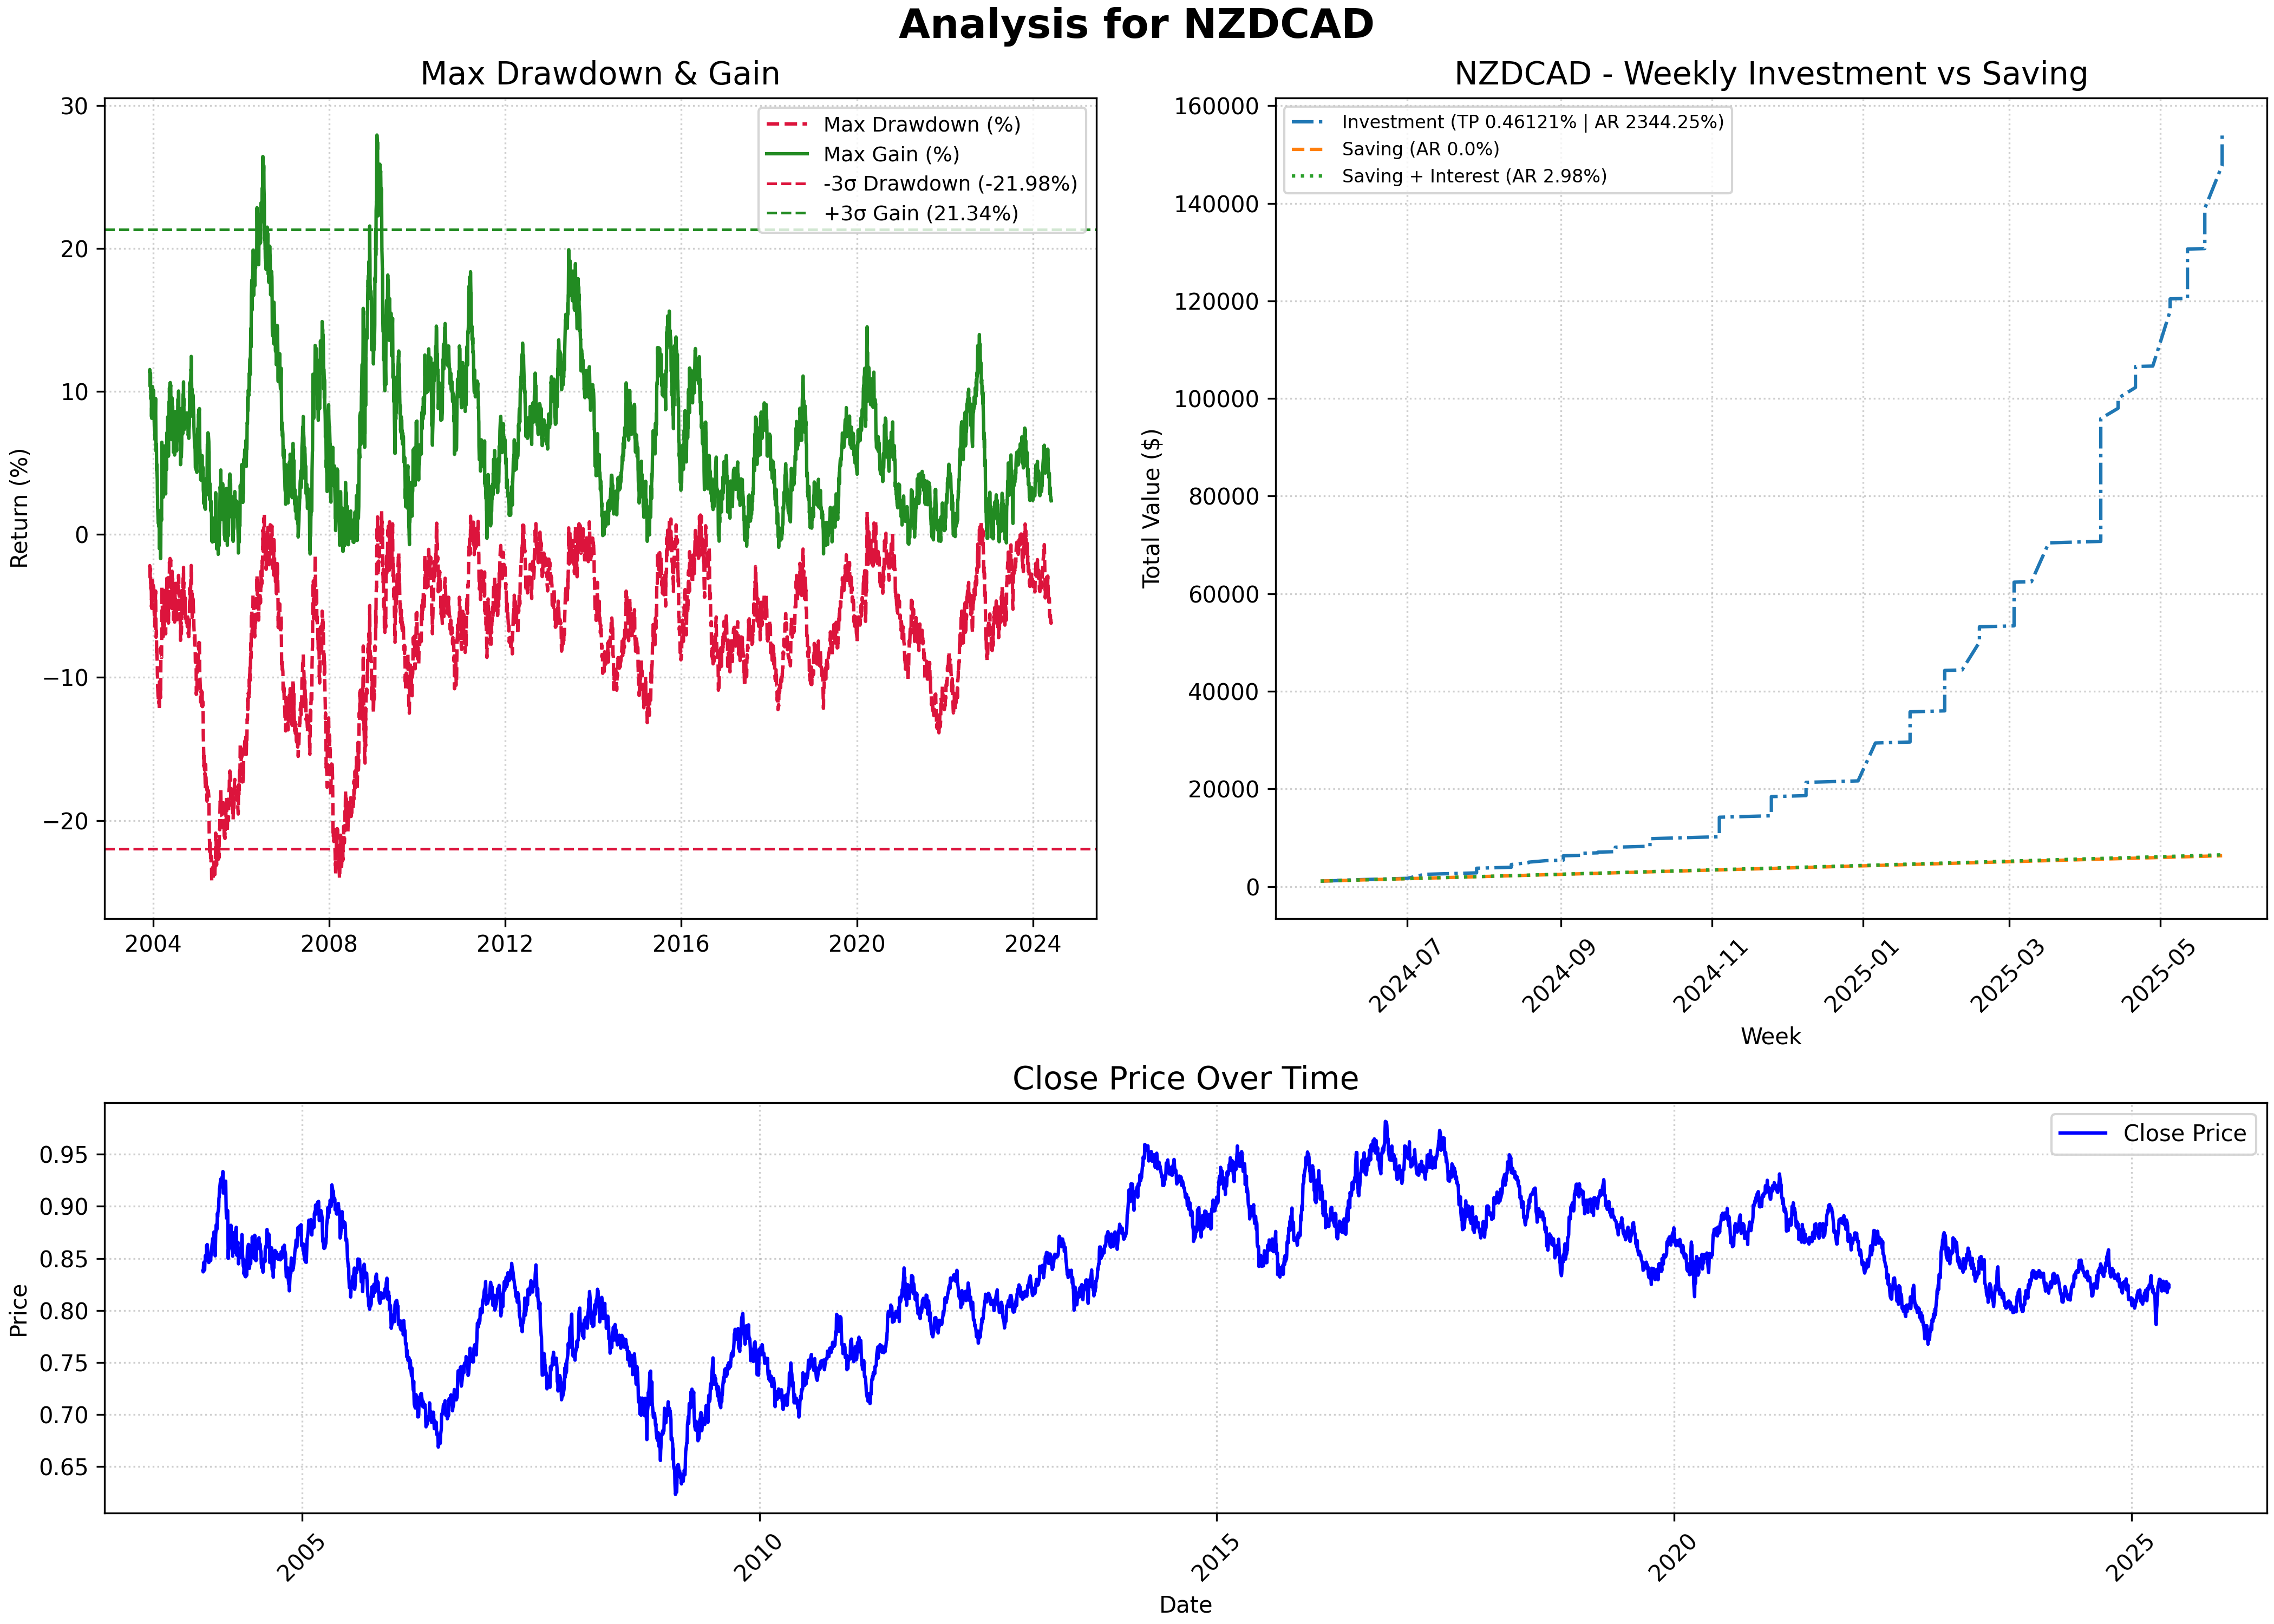 Analysis for NZDCAD
Max Drawdown & Gain
Return (%)
30
20
10
0
−10
−20
2004
2008
2012
2016
2020
2024
Max Drawdown (%)
Max Gain (%)
-3σ Drawdown (-21.98%)
+3σ Gain (21.34%)
NZDCAD - Weekly Investment vs Saving
Total Value ($)
160000
140000
120000
100000
80000
60000
40000
20000
0
Investment (TP 0.46121% | AR 2344.25%)
Saving (AR 0.0%)
Saving + Interest (AR 2.98%)
2024-07
2024-09
2024-11
2025-01
2025-03
2025-05
Week
Close Price Over Time
Price
0.95
0.90
0.85
0.80
0.75
0.70
0.65
Close Price
2005
2010
2015
2020
2025
Date